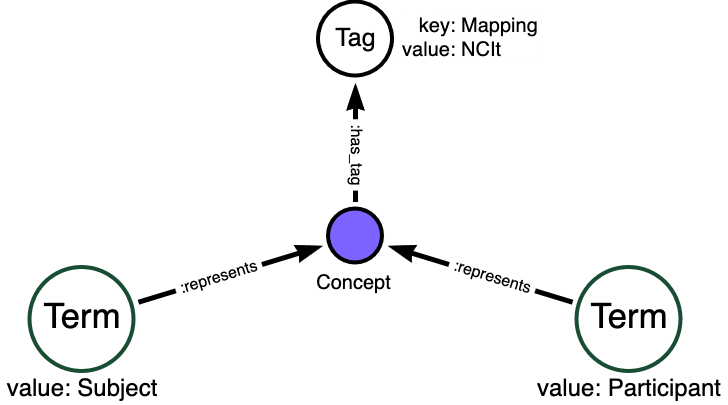 Tag
key: Mapping
value: NCIt
:has_tag
:represents
:represents
Concept
Term
Term
value: Subject
value: Participant